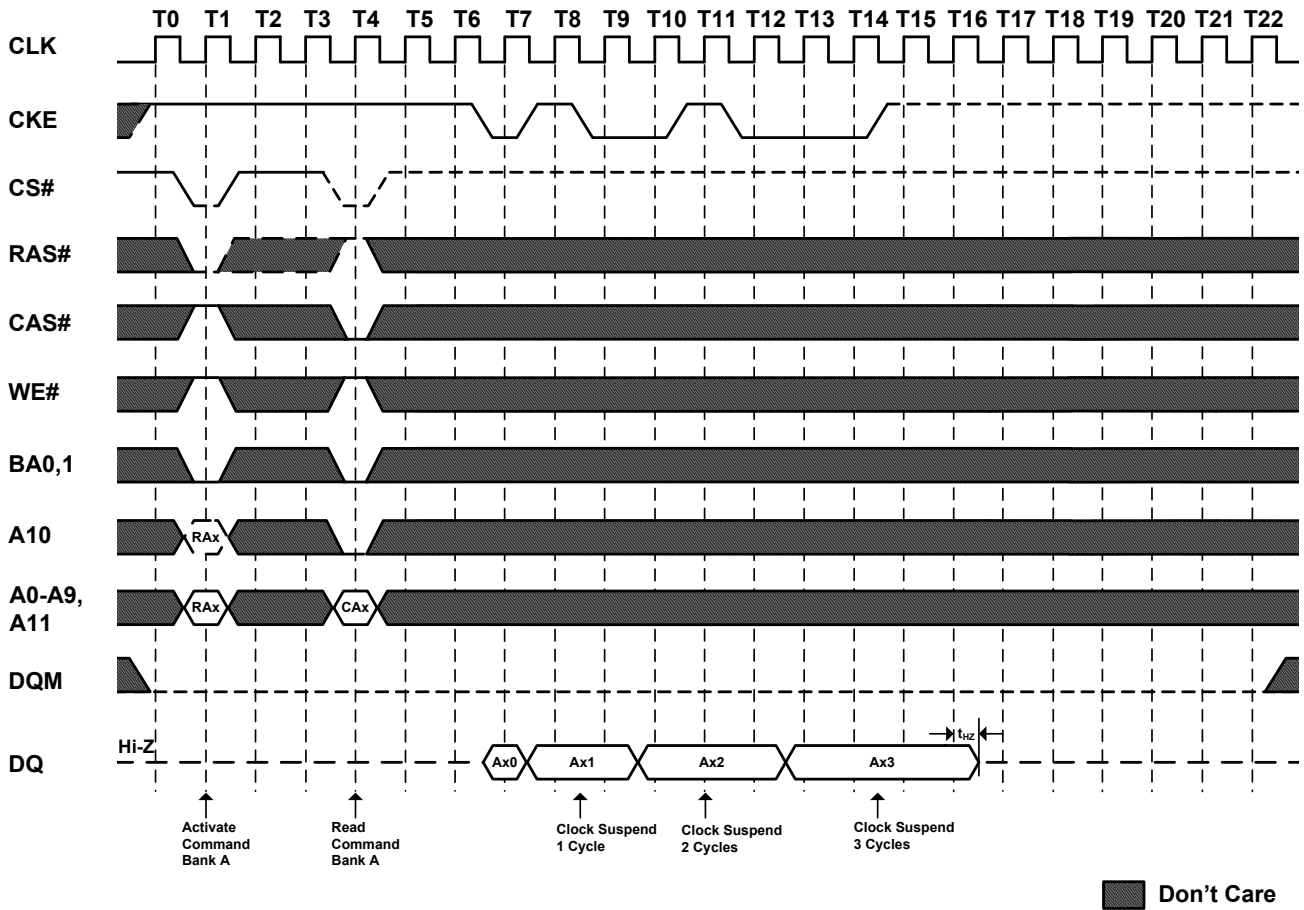 T0 T1 T2 T3 T4 T5 T6 T7 T8 T9 T10 T11 T12 T13 T14 T15 T16 T17 T18 T19 T20 T21 T22
CLK
CKE
CS#
RAS#
CAS#
WE#
BA0,1
A10
RAx
A0-A9,
A11
RAx
CAx
DQM
tHZ
Hi-Z
DQ
Ax0
Ax1
Ax2
Ax3
Activate
Command
Bank A
Read
Command
Bank A
Clock Suspend
1 Cycle
Clock Suspend
2 Cycles
Clock Suspend
3 Cycles
Don't Care